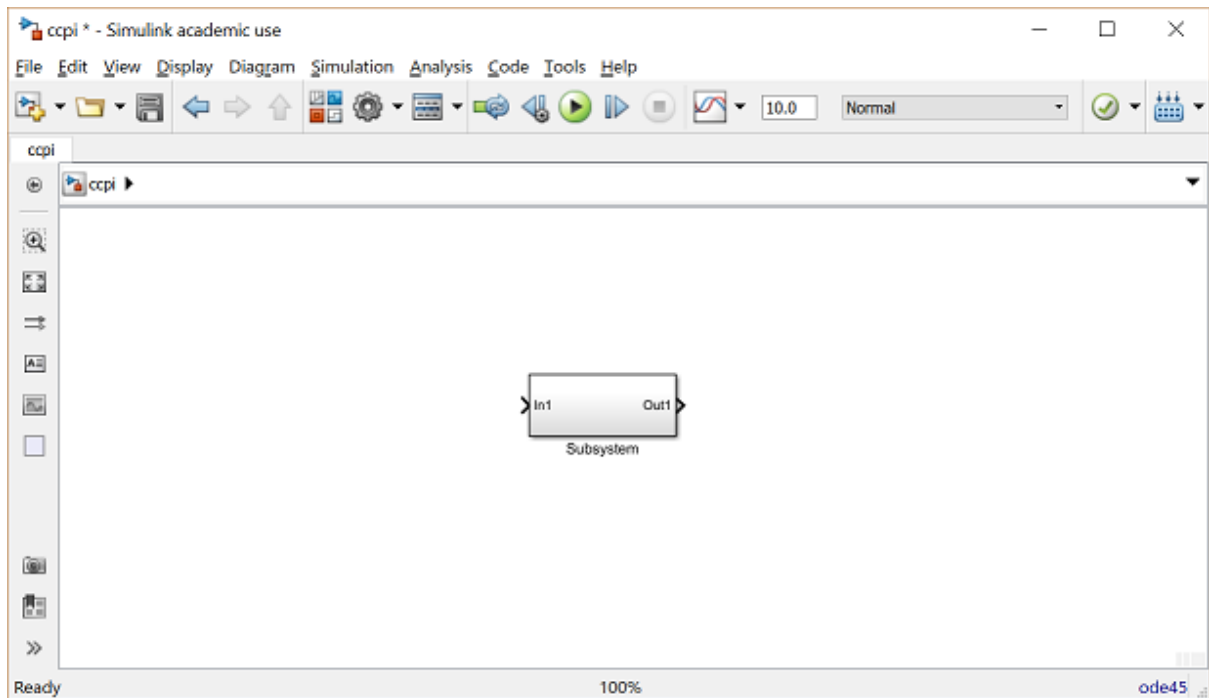 ccpi * - Simulink academic use
File Edit View Display Diagram Simulation Analysis Code Tools Help
10.0 Normal
ccpi
ccpi
In1 Out1
Subsystem
Ready 100% ode45